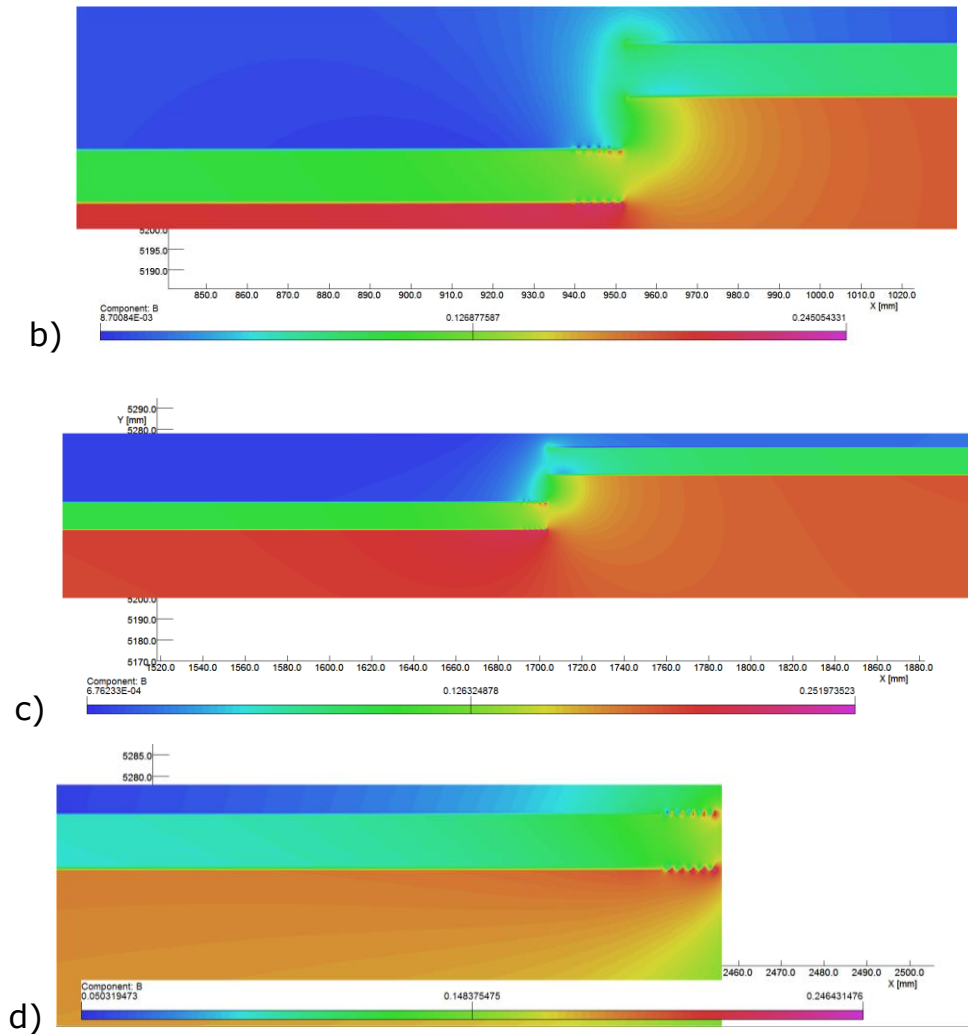 5200.0
5195.0
5190.0
850.0 860.0 870.0 880.0 890.0 900.0 910.0 920.0 930.0 940.0 950.0 960.0 970.0 980.0 990.0 1000.0 1010.0 1020.0
X [mm]
Component: B
8.70084E-03 0.126877587 0.245054331
b)
5290.0
Y [mm]
5280.0
5200.0
5190.0
5180.0
5170.0
1520.0 1540.0 1560.0 1580.0 1600.0 1620.0 1640.0 1660.0 1680.0 1700.0 1720.0 1740.0 1760.0 1780.0 1800.0 1820.0 1840.0 1860.0 1880.0
X [mm]
Component: B
6.76233E-04 0.126324878 0.251973523
c)
5285.0
5280.0
2460.0 2470.0 2480.0 2490.0 2500.0
X [mm]
Component: B
0.050319473 0.148375475 0.246431476
d)